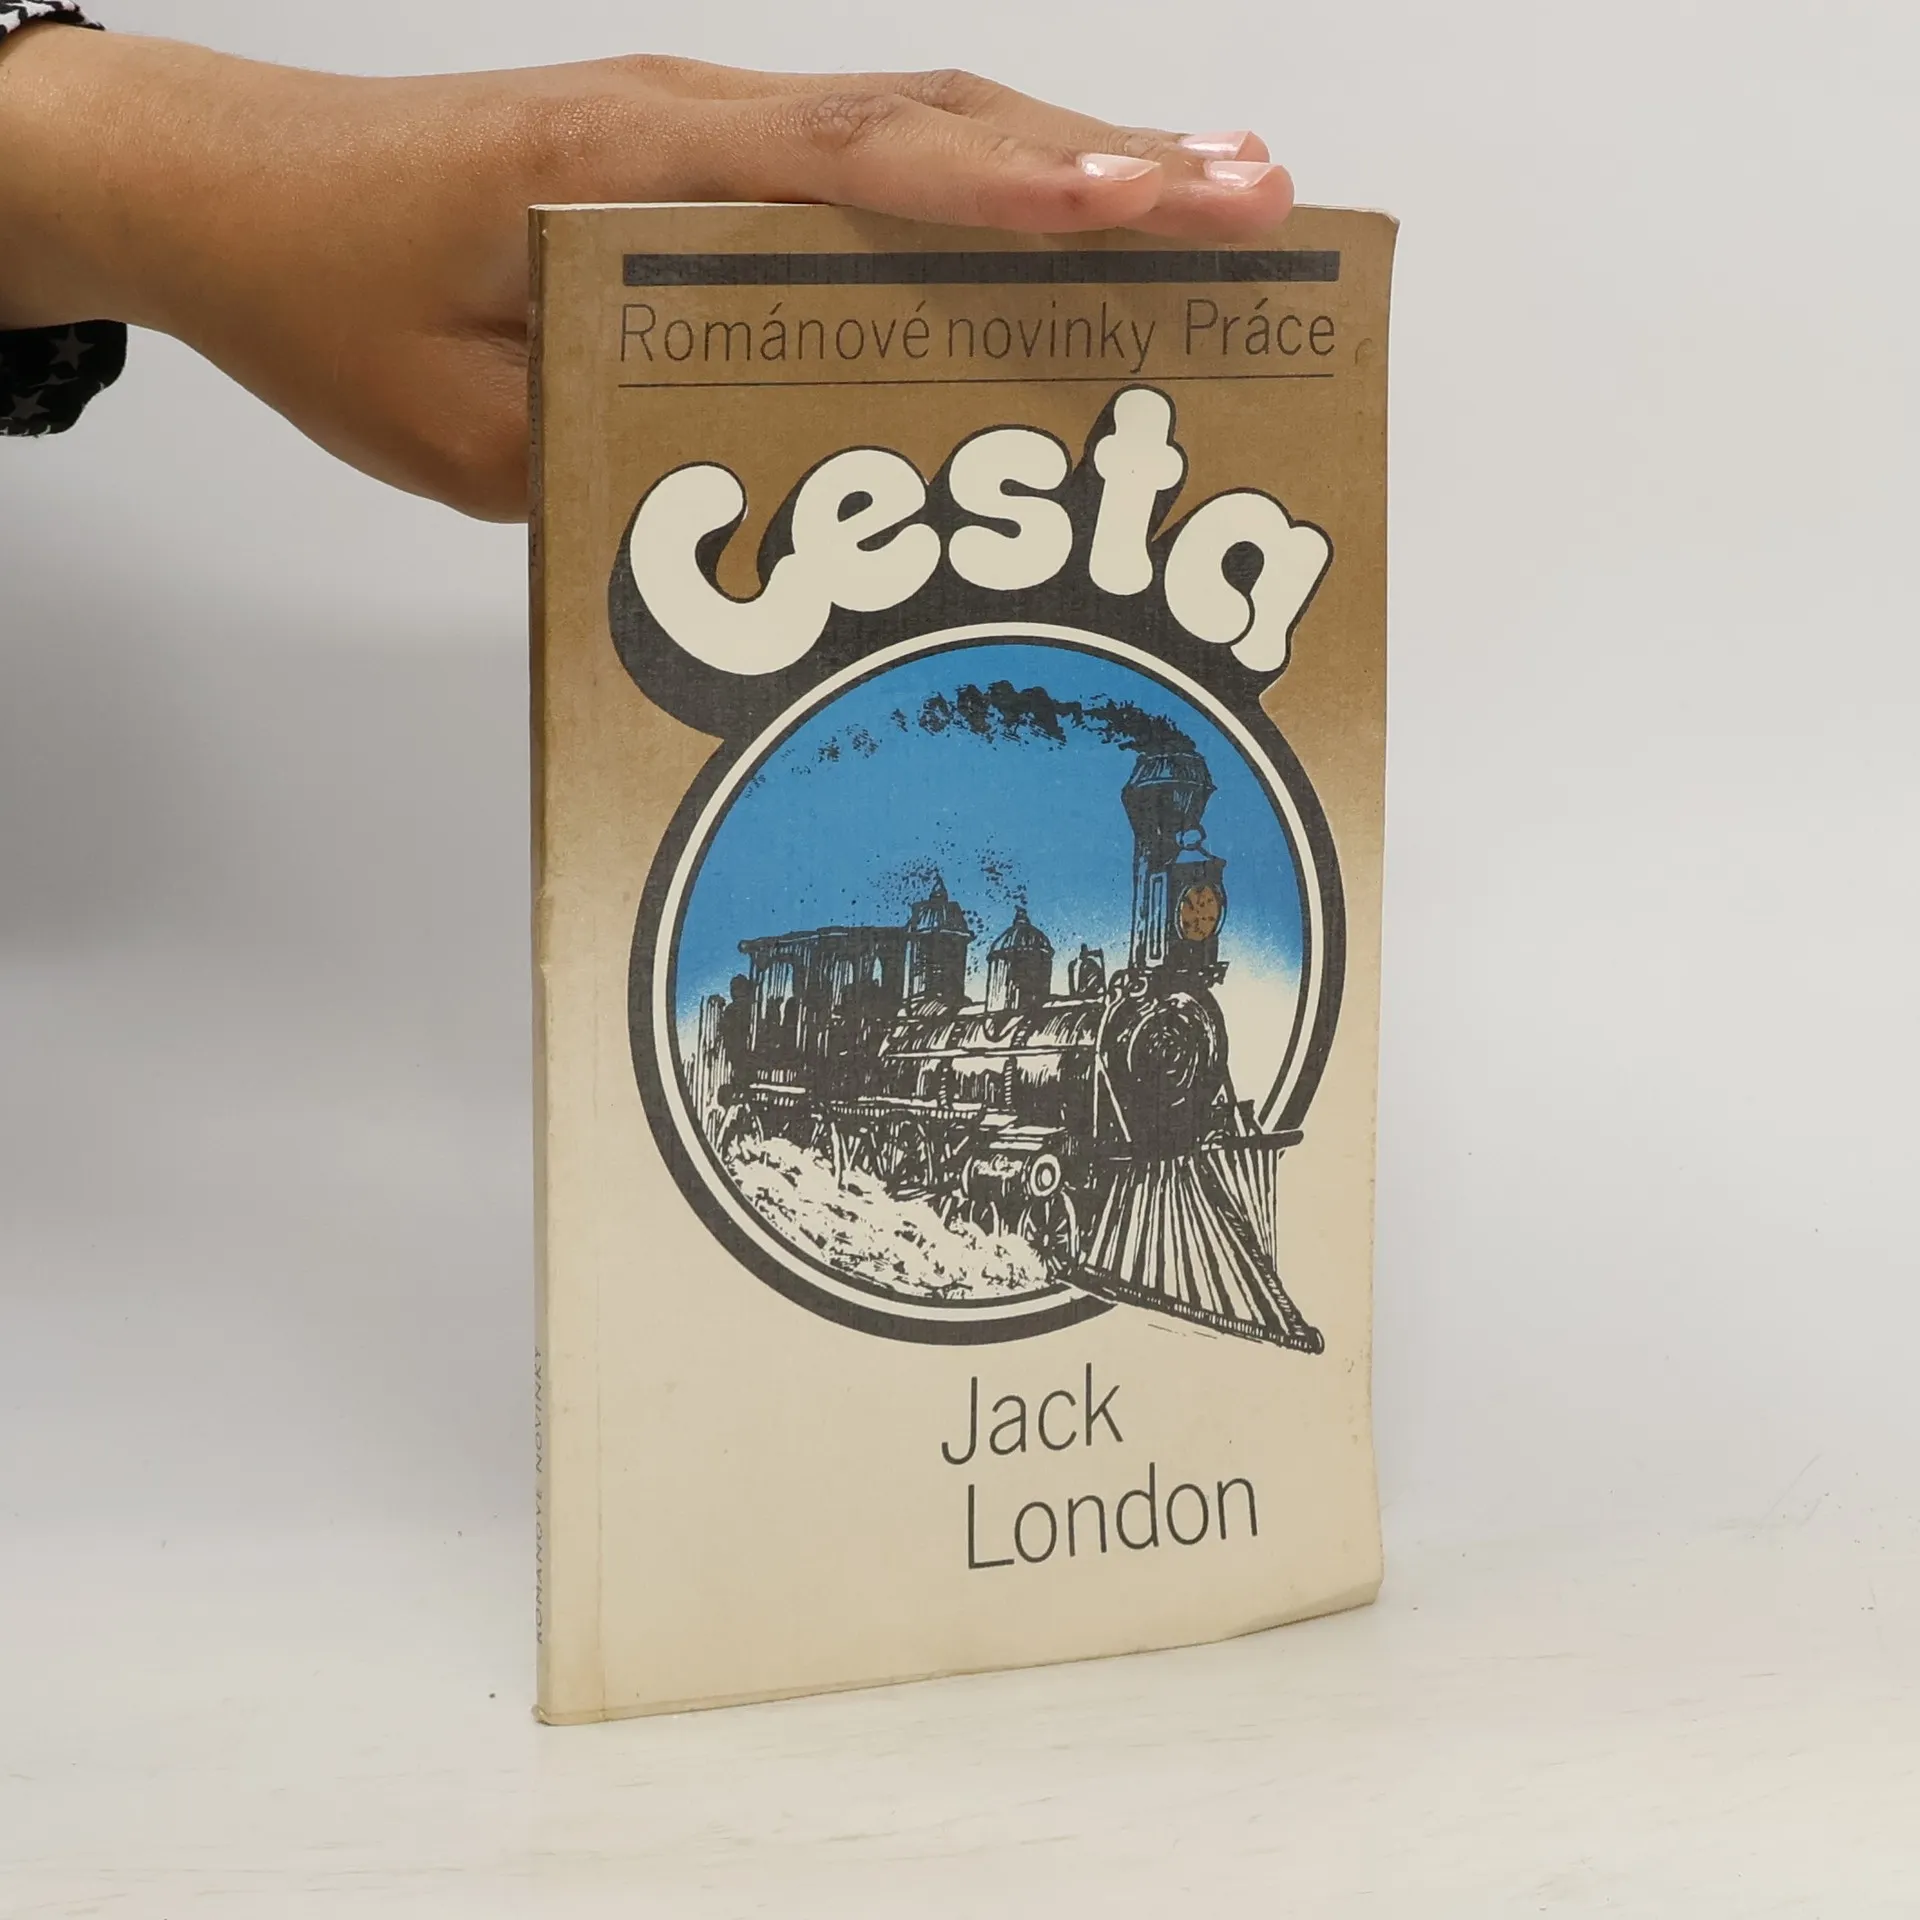 Románové novinky Práce
cesta
Jack
London
ROMÁNOVÉ NOVINKY